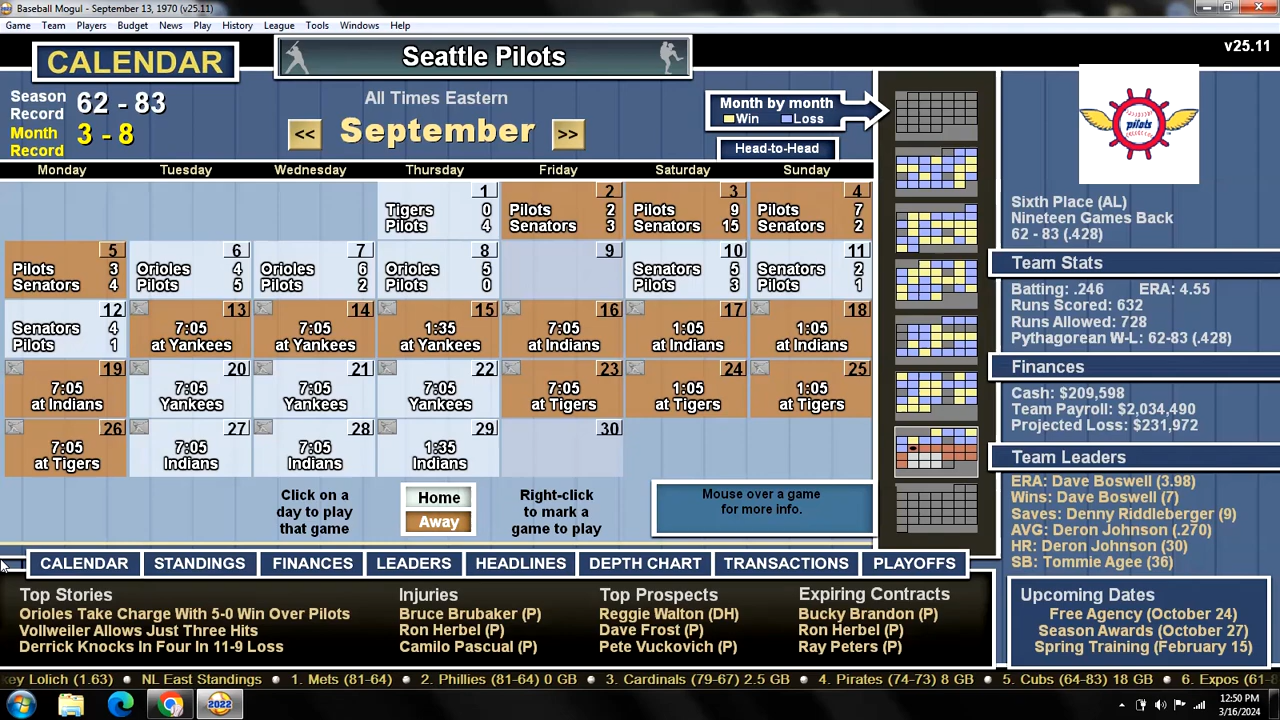 Baseball Mogul - September 13, 1970 (v25.11)
Game Team Players Budget News Play History League Tools Windows Help
CALENDAR
Seattle Pilots
v25.11
Season Record 62 - 83
Month Record 3 - 8
All Times Eastern
<< September >>
Month by month
Win Loss
Head-to-Head
Monday Tuesday Wednesday Thursday Friday Saturday Sunday
1 2 3 4
Tigers 0 Pilots 2 Pilots 9 Pilots 7
Pilots 4 Senators 3 Senators 15 Senators 2
5 6 7 8 9 10 11
Pilots 3 Orioles 4 Orioles 6 Orioles 5 Senators 5 Senators 2
Senators 4 Pilots 5 Pilots 2 Pilots 0 Pilots 3 Pilots 1
12 13 14 15 16 17 18
Senators 4 7:05 7:05 1:35 7:05 1:05 1:05
Pilots 1 at Yankees at Yankees at Yankees at Indians at Indians at Indians
19 20 21 22 23 24 25
7:05 7:05 7:05 7:05 7:05 1:05 1:05
at Indians Yankees Yankees Yankees at Tigers at Tigers at Tigers
26 27 28 29 30
7:05 7:05 7:05 1:35
at Tigers Indians Indians Indians
Click on a
day to play
that game
Home
Away
Right-click
to mark a
game to play
Mouse over a game
for more info.
pilots
Sixth Place (AL)
Nineteen Games Back
62 - 83 (.428)
Team Stats
Batting: .246 ERA: 4.55
Runs Scored: 632
Runs Allowed: 728
Pythagorean W-L: 62-83 (.428)
Finances
Cash: $209,598
Team Payroll: $2,034,490
Projected Loss: $231,972
Team Leaders
ERA: Dave Boswell (3.98)
Wins: Dave Boswell (7)
Saves: Denny Riddleberger (9)
AVG: Deron Johnson (.270)
HR: Deron Johnson (30)
SB: Tommie Agee (36)
CALENDAR STANDINGS FINANCES LEADERS HEADLINES DEPTH CHART TRANSACTIONS PLAYOFFS
Top Stories
Orioles Take Charge With 5-0 Win Over Pilots
Vollweiler Allows Just Three Hits
Derrick Knocks In Four In 11-9 Loss
Injuries
Bruce Brubaker (P)
Ron Herbel (P)
Camilo Pascual (P)
Top Prospects
Reggie Walton (DH)
Dave Frost (P)
Pete Vuckovich (P)
Expiring Contracts
Bucky Brandon (P)
Ron Herbel (P)
Ray Peters (P)
Upcoming Dates
Free Agency (October 24)
Season Awards (October 27)
Spring Training (February 15)
key Lolich (1.63) • NL East Standings • 1. Mets (81-64) • 2. Phillies (81-64) 0 GB • 3. Cardinals (79-67) 2.5 GB • 4. Pirates (74-73) 8 GB • 5. Cubs (64-83) 18 GB • 6. Expos (61-8
2022
12:50 PM
3/16/2024